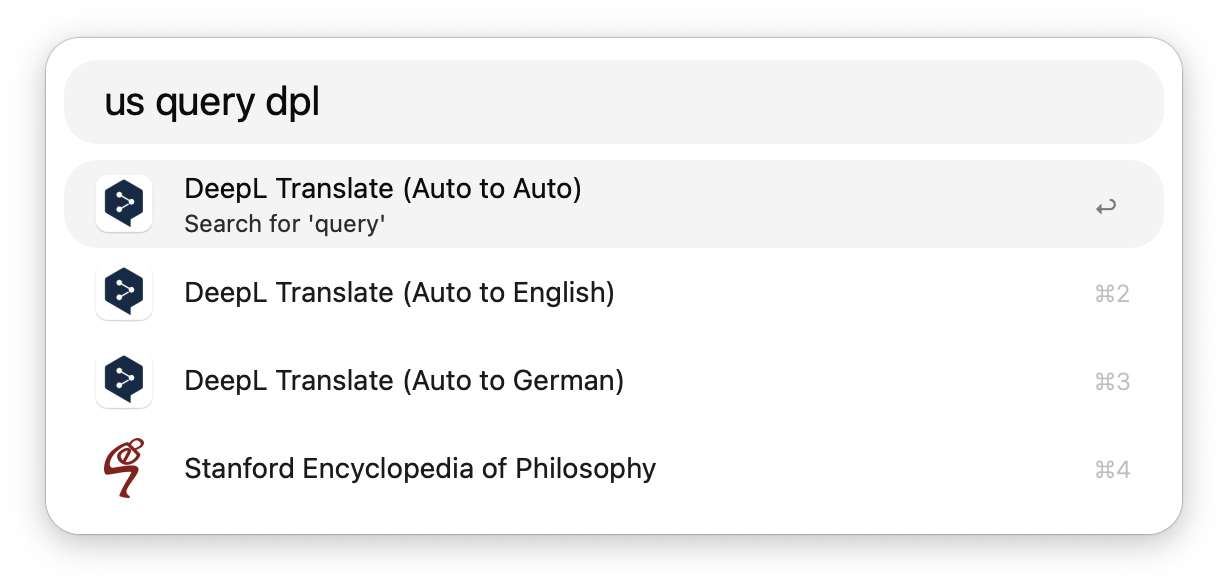 us query dpl
DeepL Translate (Auto to Auto)
Search for 'query'
↩
DeepL Translate (Auto to English)
⌘2
DeepL Translate (Auto to German)
⌘3
Stanford Encyclopedia of Philosophy
⌘4